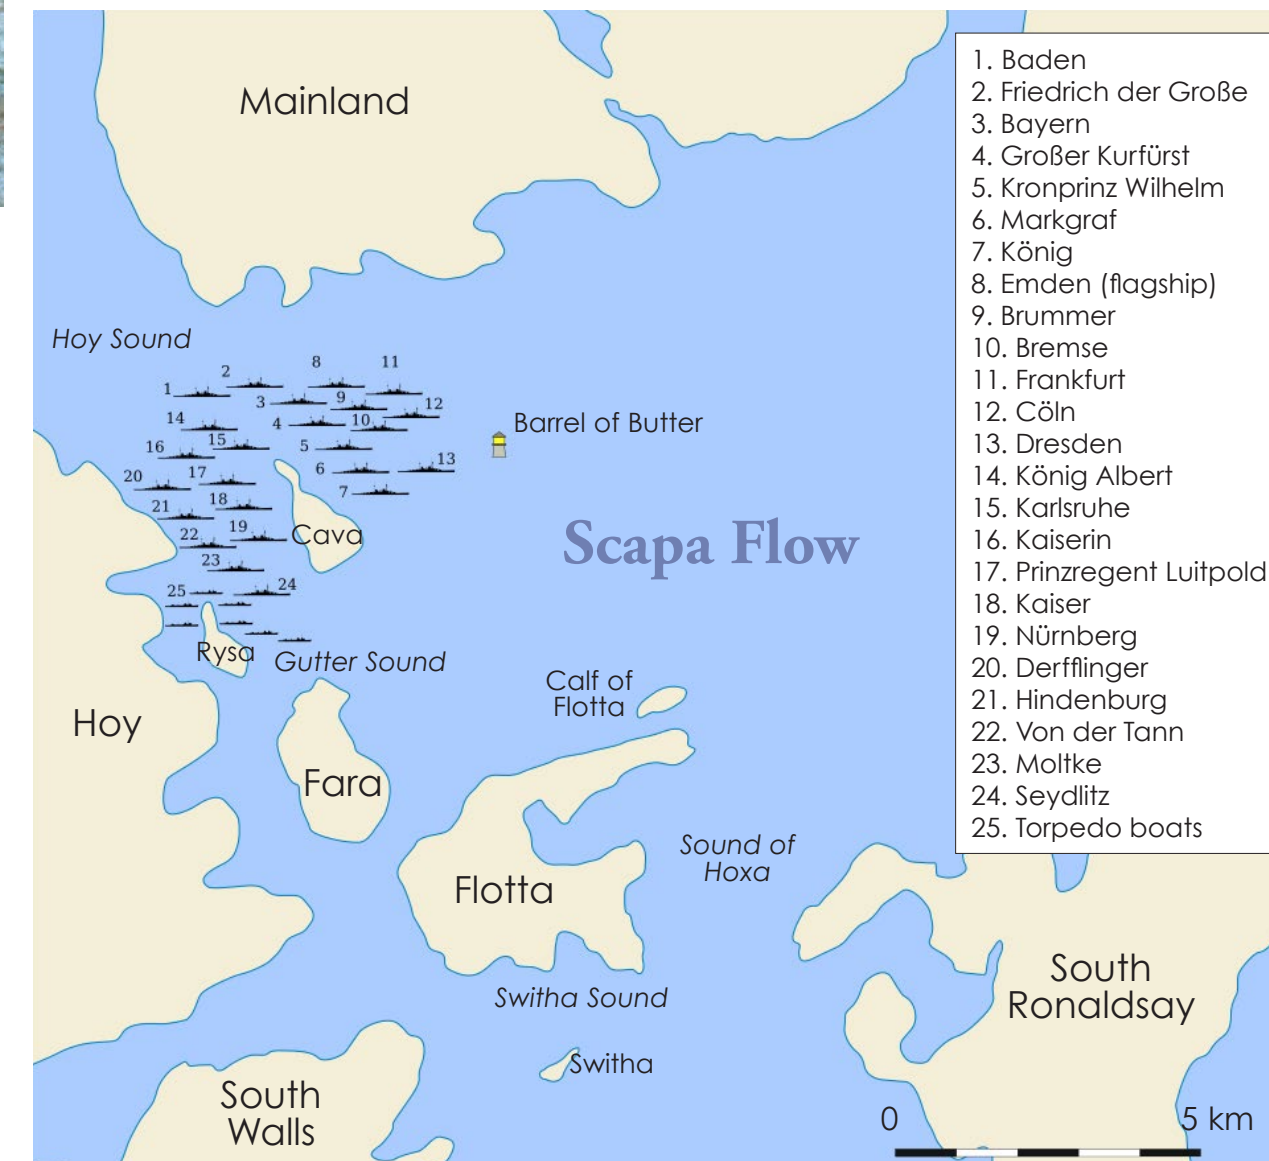 Mainland
Hoy Sound
1
2
3
4
5
6
7
8
9
10
11
12
13
14
15
16
17
18
19
20
21
22
23
24
25
Barrel of Butter
Scapa Flow
Cava
Rysa
Gutter Sound
Calf of
Flotta
Hoy
Fara
Flotta
Sound of
Hoxa
Switha Sound
Switha
South
Ronaldsay
South
Walls
0
5 km
1. Baden
2. Friedrich der Große
3. Bayern
4. Großer Kurfürst
5. Kronprinz Wilhelm
6. Markgraf
7. König
8. Emden (flagship)
9. Brummer
10. Bremse
11. Frankfurt
12. Cöln
13. Dresden
14. König Albert
15. Karlsruhe
16. Kaiserin
17. Prinzregent Luitpold
18. Kaiser
19. Nürnberg
20. Derfflinger
21. Hindenburg
22. Von der Tann
23. Moltke
24. Seydlitz
25. Torpedo boats